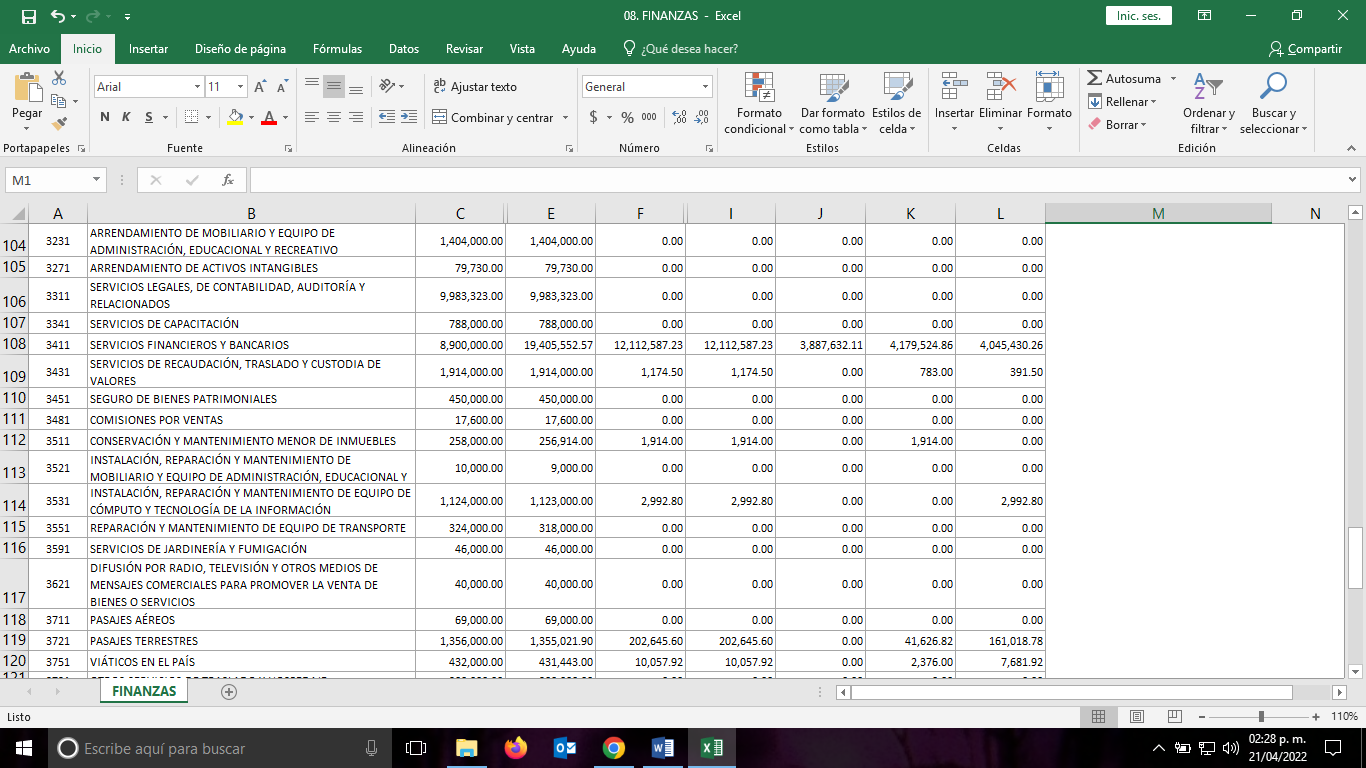 08. FINANZAS - Excel
Inic. ses.
Archivo Inicio Insertar Diseño de página Fórmulas Datos Revisar Vista Ayuda ¿Qué desea hacer? Compartir
Pegar
Portapapeles
Arial 11
N K S
Fuente
Ajustar texto
Combinar y centrar
Alineación
General
$ % 000
Número
Formato condicional
Dar formato como tabla
Estilos de celda
Estilos
Insertar Eliminar Formato
Celdas
Autosuma
Rellenar
Borrar
Ordenar y filtrar
Buscar y seleccionar
Edición
M1 fx
A B C E F I J K L M N
104 3231 ARRENDAMIENTO DE MOBILIARIO Y EQUIPO DE
ADMINISTRACIÓN, EDUCACIONAL Y RECREATIVO 1,404,000.00 1,404,000.00 0.00 0.00 0.00 0.00 0.00
105 3271 ARRENDAMIENTO DE ACTIVOS INTANGIBLES 79,730.00 79,730.00 0.00 0.00 0.00 0.00 0.00
106 3311 SERVICIOS LEGALES, DE CONTABILIDAD, AUDITORÍA Y
RELACIONADOS 9,983,323.00 9,983,323.00 0.00 0.00 0.00 0.00 0.00
107 3341 SERVICIOS DE CAPACITACIÓN 788,000.00 788,000.00 0.00 0.00 0.00 0.00 0.00
108 3411 SERVICIOS FINANCIEROS Y BANCARIOS 8,900,000.00 19,405,552.57 12,112,587.23 12,112,587.23 3,887,632.11 4,179,524.86 4,045,430.26
109 3431 SERVICIOS DE RECAUDACIÓN, TRASLADO Y CUSTODIA DE
VALORES 1,914,000.00 1,914,000.00 1,174.50 1,174.50 0.00 783.00 391.50
110 3451 SEGURO DE BIENES PATRIMONIALES 450,000.00 450,000.00 0.00 0.00 0.00 0.00 0.00
111 3481 COMISIONES POR VENTAS 17,600.00 17,600.00 0.00 0.00 0.00 0.00 0.00
112 3511 CONSERVACIÓN Y MANTENIMIENTO MENOR DE INMUEBLES 258,000.00 256,914.00 1,914.00 1,914.00 0.00 1,914.00 0.00
113 3521 INSTALACIÓN, REPARACIÓN Y MANTENIMIENTO DE
MOBILIARIO Y EQUIPO DE ADMINISTRACIÓN, EDUCACIONAL Y 10,000.00 9,000.00 0.00 0.00 0.00 0.00 0.00
114 3531 INSTALACIÓN, REPARACIÓN Y MANTENIMIENTO DE EQUIPO DE
CÓMPUTO Y TECNOLOGÍA DE LA INFORMACIÓN 1,124,000.00 1,123,000.00 2,992.80 2,992.80 0.00 0.00 2,992.80
115 3551 REPARACIÓN Y MANTENIMIENTO DE EQUIPO DE TRANSPORTE 324,000.00 318,000.00 0.00 0.00 0.00 0.00 0.00
116 3591 SERVICIOS DE JARDINERÍA Y FUMIGACIÓN 46,000.00 46,000.00 0.00 0.00 0.00 0.00 0.00
117 3621 DIFUSIÓN POR RADIO, TELEVISIÓN Y OTROS MEDIOS DE
MENSAJES COMERCIALES PARA PROMOVER LA VENTA DE
BIENES O SERVICIOS 40,000.00 40,000.00 0.00 0.00 0.00 0.00 0.00
118 3711 PASAJES AÉREOS 69,000.00 69,000.00 0.00 0.00 0.00 0.00 0.00
119 3721 PASAJES TERRESTRES 1,356,000.00 1,355,021.90 202,645.60 202,645.60 0.00 41,626.82 161,018.78
120 3751 VIÁTICOS EN EL PAÍS 432,000.00 431,443.00 10,057.92 10,057.92 0.00 2,376.00 7,681.92
FINANZAS
Listo 110%
Escribe aquí para buscar
02:28 p. m.
21/04/2022